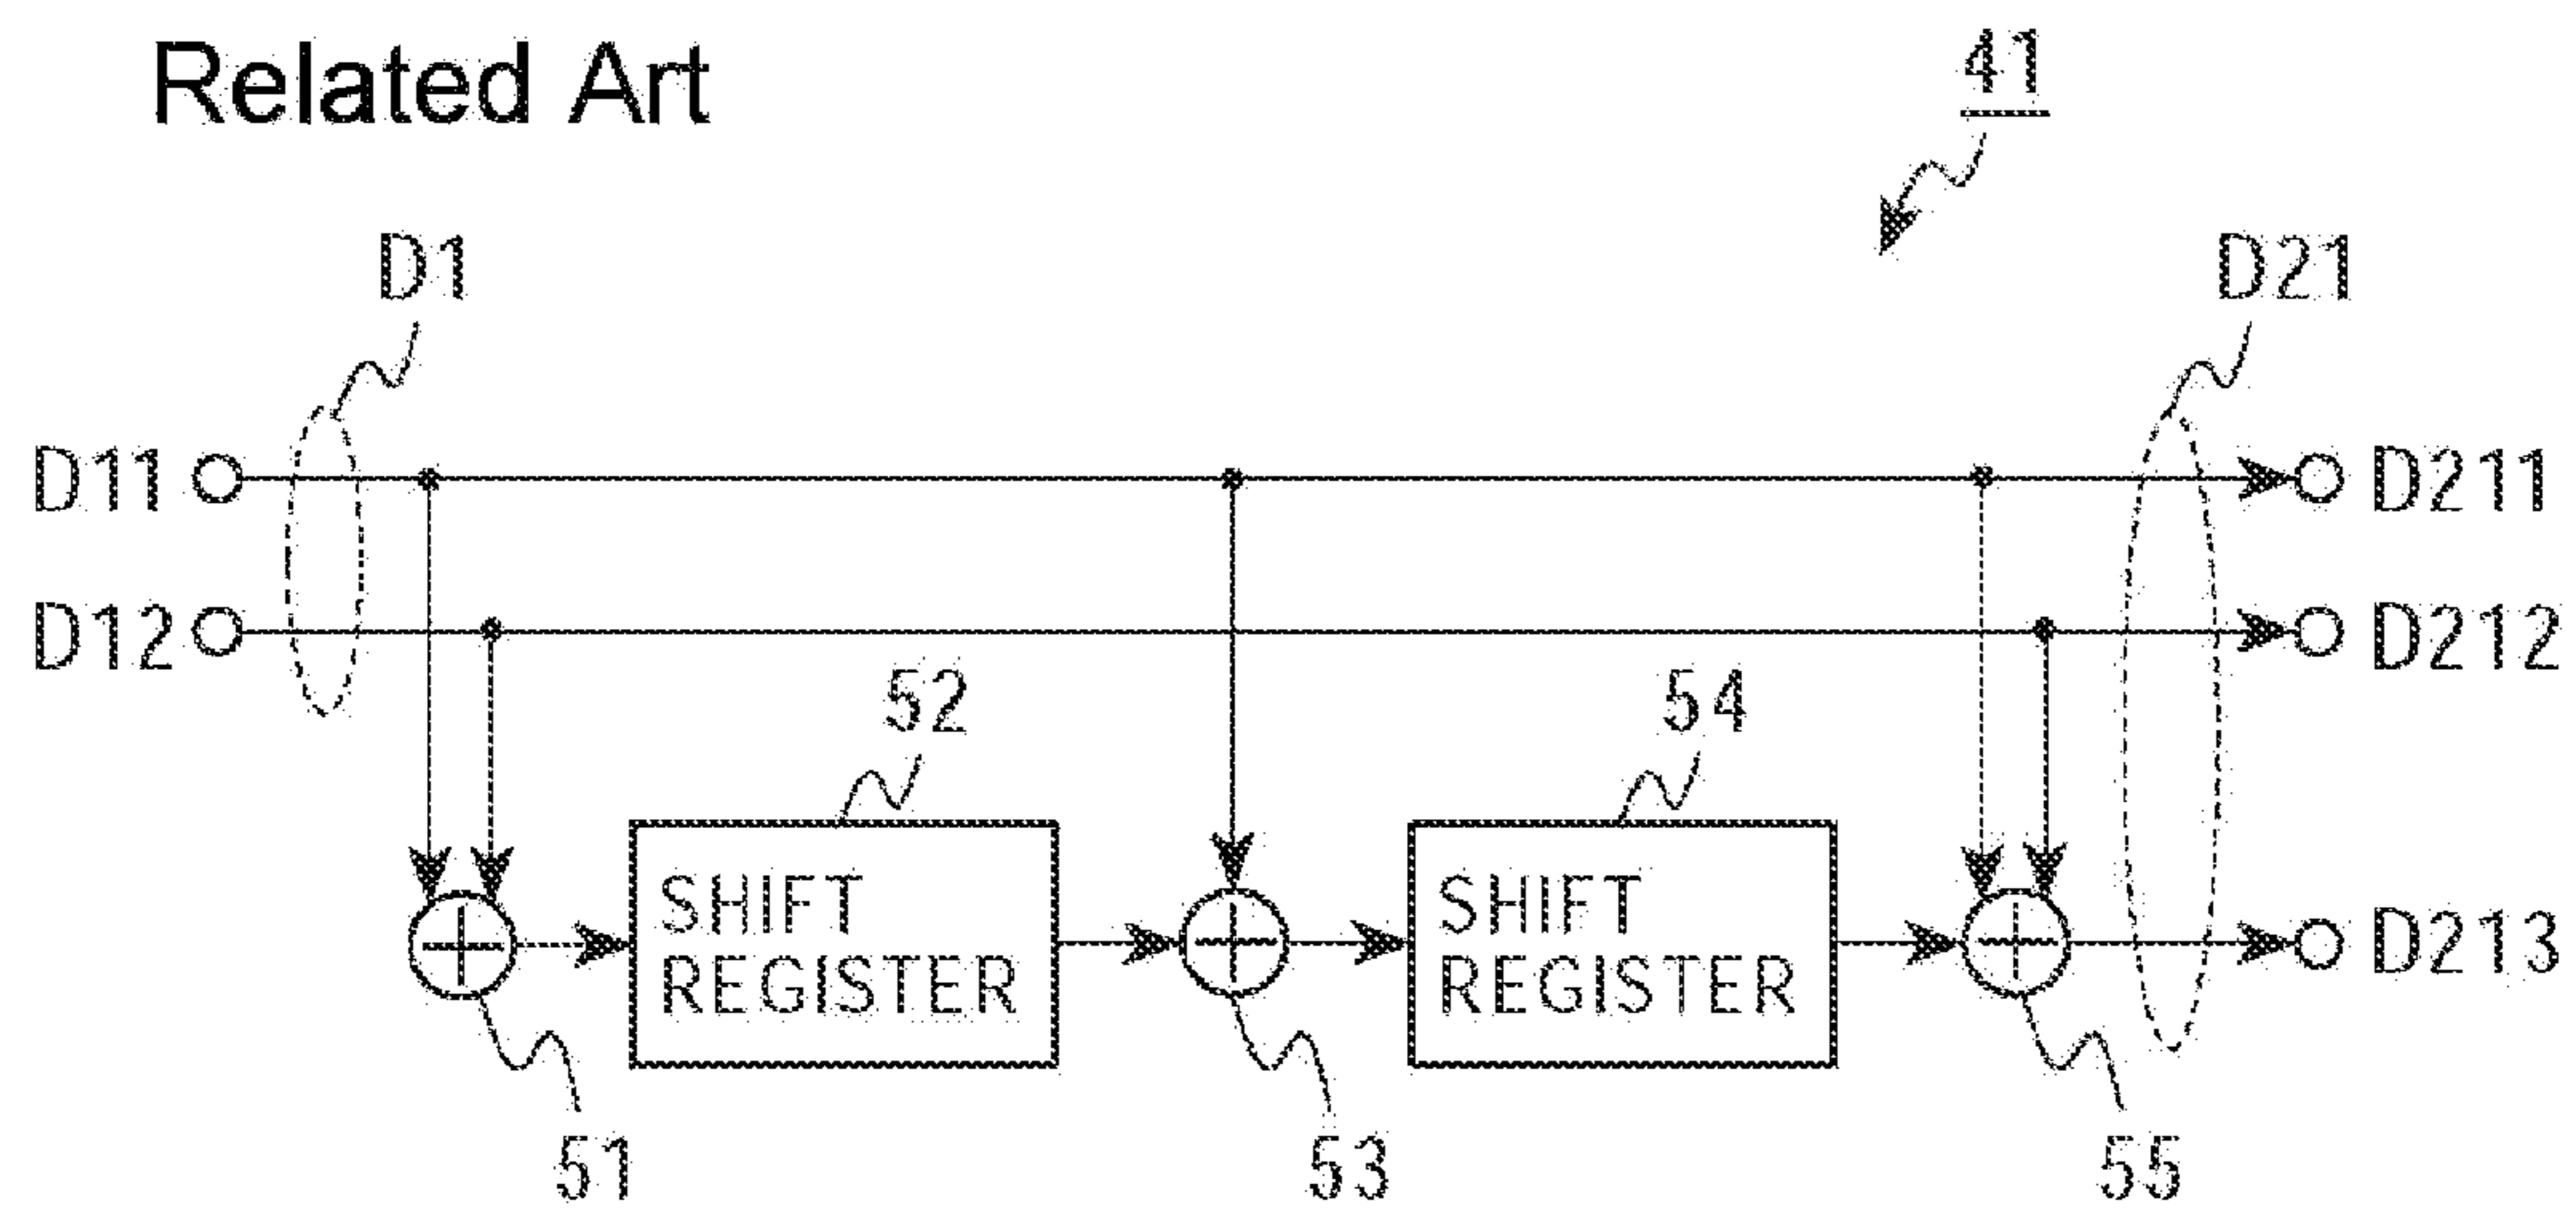 Related Art
41
D1
D21
D11
D211
D12
D212
52
54
SHIFT
REGISTER
SHIFT
REGISTER
D213
51
53
55